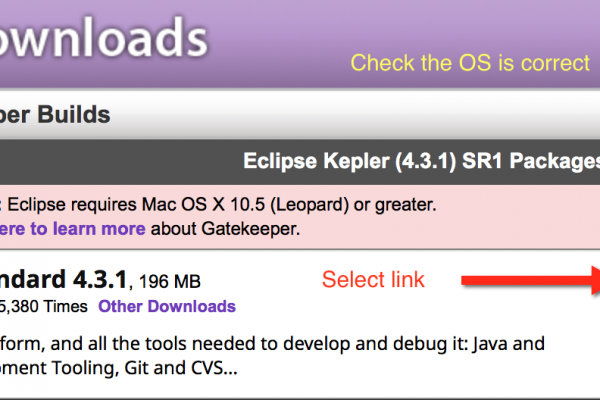 ownloads
Check the OS is correct
per Builds
Eclipse Kepler (4.3.1) SR1 Packages
: Eclipse requires Mac OS X 10.5 (Leopard) or greater.
ere to learn more about Gatekeeper.
ndard 4.3.1, 196 MB
Select link
5,380 Times Other Downloads
form, and all the tools needed to develop and debug it: Java and
pment Tooling, Git and CVS...